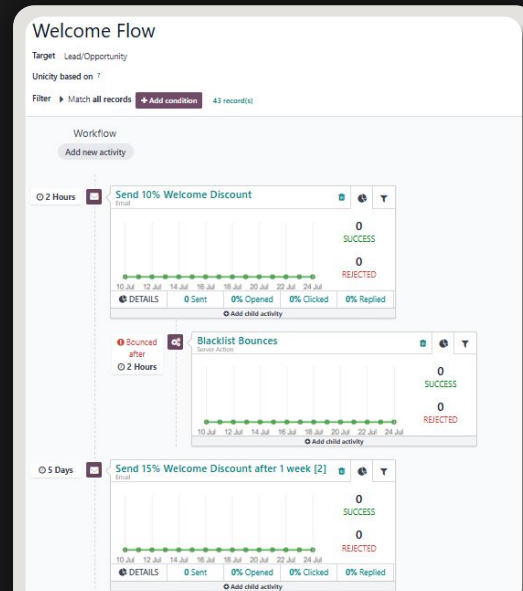 Welcome Flow
Target Lead/Opportunity
Unicity based on ?
Filter Match all records + Add condition 43 record(s)
Workflow
Add new activity
2 Hours
Send 10% Welcome Discount
Email
0
SUCCESS
0
REJECTED
10 Jul 12 Jul 14 Jul 16 Jul 18 Jul 20 Jul 22 Jul 24 Jul
DETAILS 0 Sent 0% Opened 0% Clicked 0% Replied
Add child activity
Bounced
after
2 Hours
Blacklist Bounces
Server Action
0
SUCCESS
0
REJECTED
10 Jul 12 Jul 14 Jul 16 Jul 18 Jul 20 Jul 22 Jul 24 Jul
Add child activity
5 Days
Send 15% Welcome Discount after 1 week [2]
Email
0
SUCCESS
0
REJECTED
10 Jul 12 Jul 14 Jul 16 Jul 18 Jul 20 Jul 22 Jul 24 Jul
DETAILS 0 Sent 0% Opened 0% Clicked 0% Replied
Add child activity